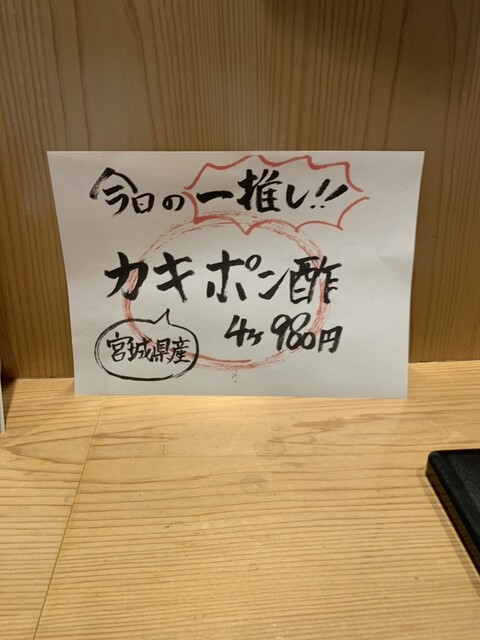 今日の一推し!!
カキポン酢
4ヶ 980円
宮城県産